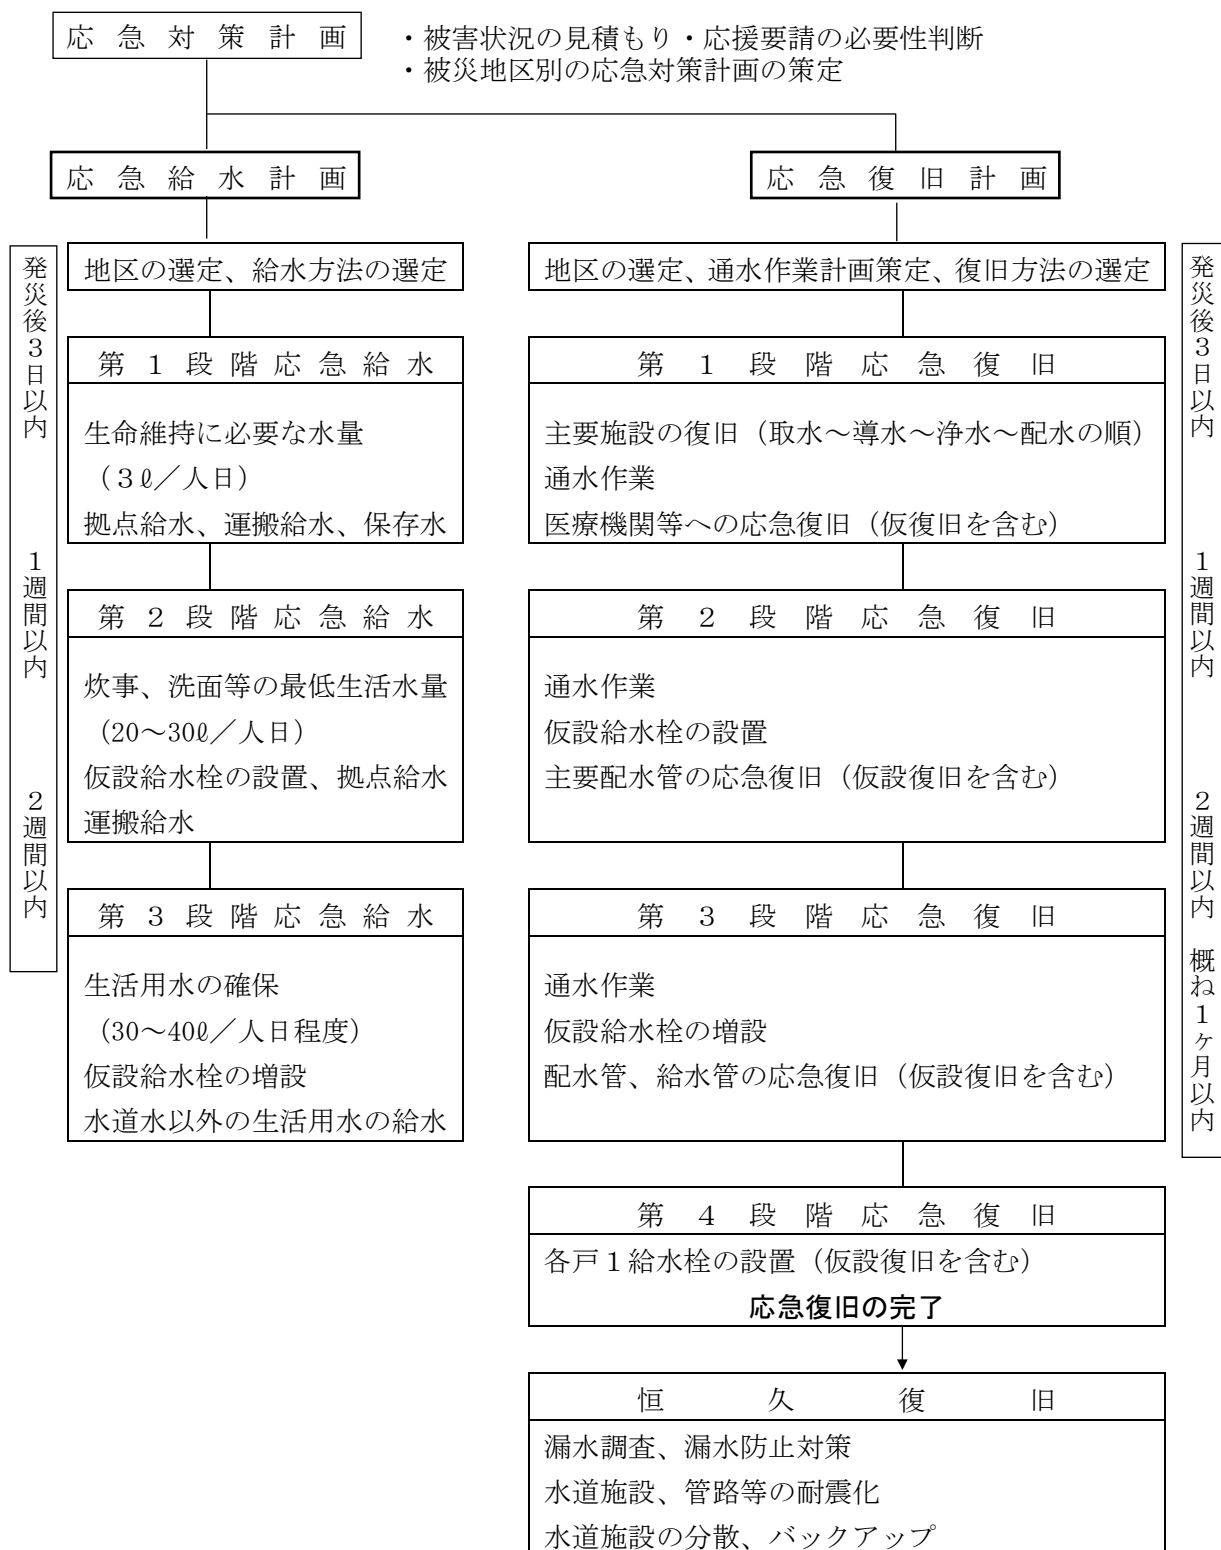 応急対策計画
・被害状況の見積もり・応援要請の必要性判断
・被災地区別の応急対策計画の策定
応急給水計画
発災後3日以内
1週間以内
2週間以内
地区の選定、給水方法の選定
第1段階応急給水
生命維持に必要な水量
（3ℓ／人日）
拠点給水、運搬給水、保存水
第2段階応急給水
炊事、洗面等の最低生活水量
（20～30ℓ／人日）
仮設給水栓の設置、拠点給水
運搬給水
第3段階応急給水
生活用水の確保
（30～40ℓ／人日程度）
仮設給水栓の増設
水道水以外の生活用水の給水
応急復旧計画
地区の選定、通水作業計画策定、復旧方法の選定
第1段階応急復旧
主要施設の復旧（取水～導水～浄水～配水の順）
通水作業
医療機関等への応急復旧（仮復旧を含む）
第2段階応急復旧
通水作業
仮設給水栓の設置
主要配水管の応急復旧（仮設復旧を含む）
第3段階応急復旧
通水作業
仮設給水栓の増設
配水管、給水管の応急復旧（仮設復旧を含む）
第4段階応急復旧
各戸1給水栓の設置（仮設復旧を含む）
応急復旧の完了
恒久復旧
漏水調査、漏水防止対策
水道施設、管路等の耐震化
水道施設の分散、バックアップ
発災後3日以内
1週間以内
2週間以内
概ね1ヶ月以内